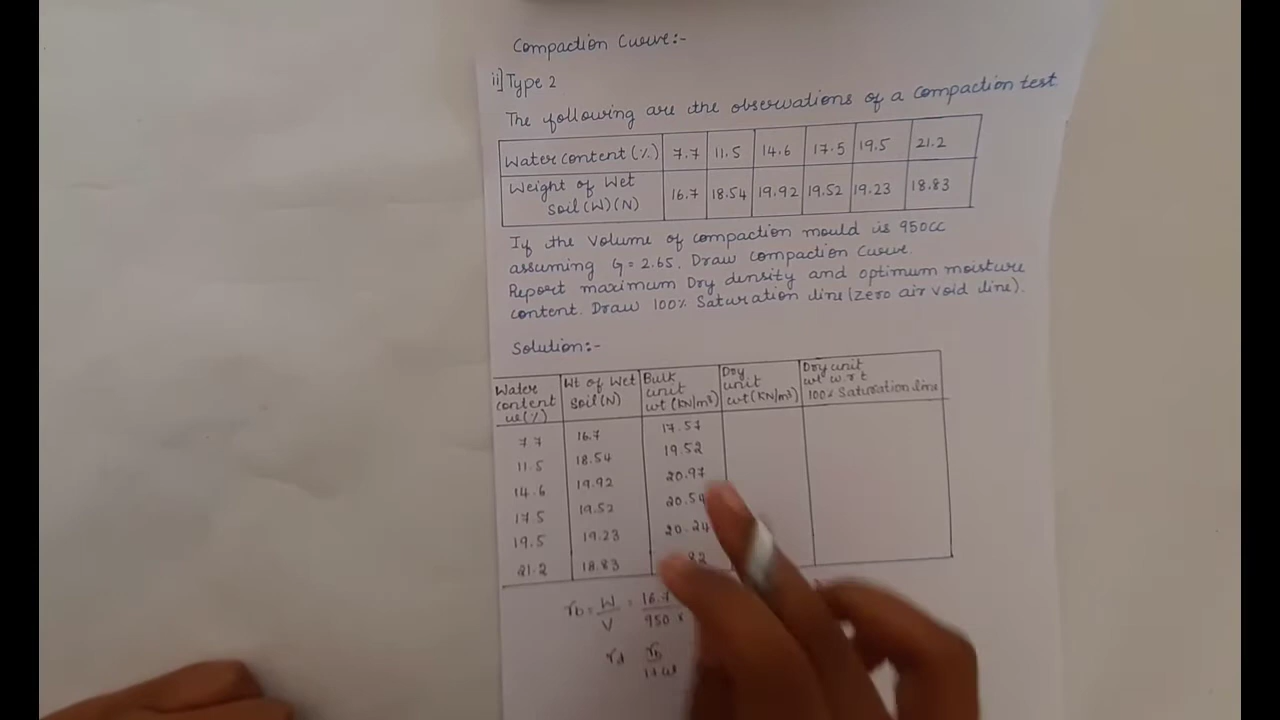 Compaction Curve:-
ii] Type 2
The following are the observations of a compaction test.
Water content (%) 7.7 11.5 14.6 17.5 19.5 21.2
Weight of Wet
Soil (W) (N) 16.7 18.54 19.92 19.52 19.23 18.83
If the Volume of compaction mould is 950cc
assuming G = 2.65. Draw compaction Curve.
Report maximum Dry density and optimum moisture
content. Draw 100% Saturation line (zero air void line).
Solution:-
Water content w(%) Wt of Wet Soil (N) Bulk unit wt (KN/m³) Dry unit wt (KN/m³) Dry unit wt w.r.t 100% Saturation line
7.7 16.7 17.57
11.5 18.54 19.52
14.6 19.92 20.97
17.5 19.52 20.54
19.5 19.23 20.24
21.2 18.83 82
γb = W/V = 16.7/950 x
γd γb/1+w